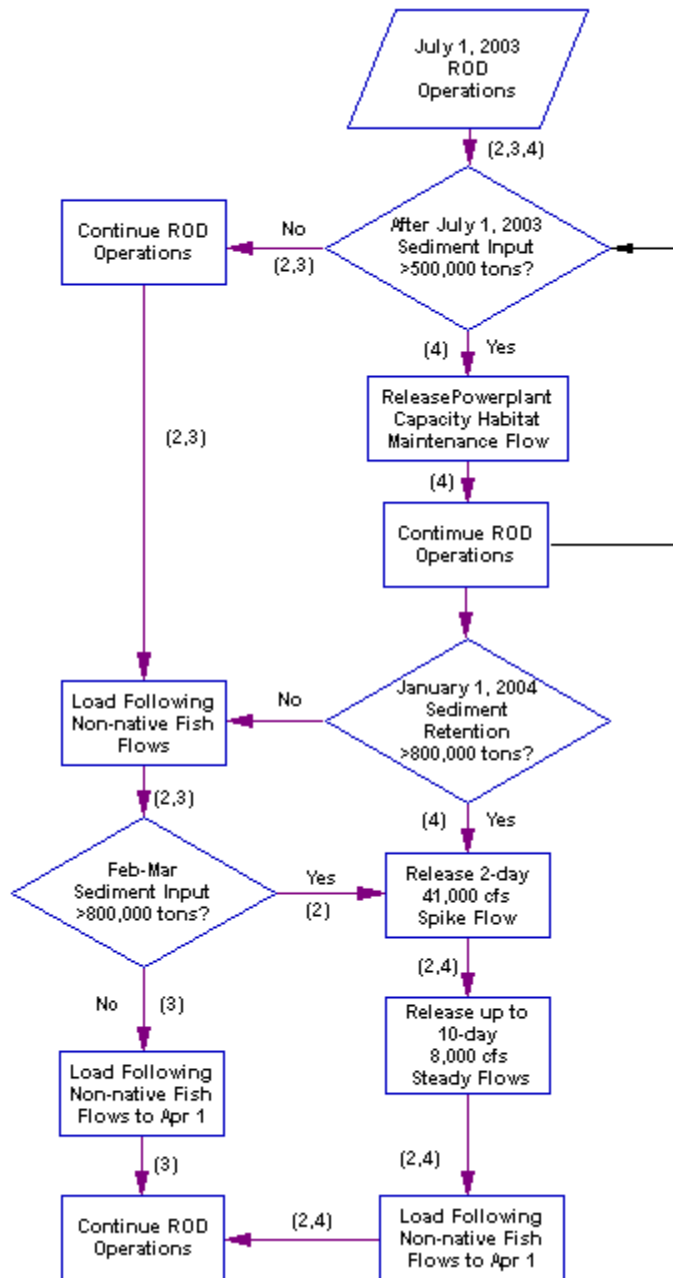 July 1, 2003
ROD
Operations
(2,3,4)
After July 1, 2003
Sediment Input
>500,000 tons?
No
(2,3)
Continue ROD
Operations
(2,3)
(4)
Yes
ReleasePowerplant
Capacity Habitat
Maintenance Flow
(4)
Contimue ROD
Operations
January 1, 2004
Sediment
Retention
>800,000 tons?
No
Load Following
Non-native Fish
Flows
(2,3)
(4)
Yes
Feb-Mar
Sediment Input
>800,000 tons?
Yes
(2)
Release 2-day
41,000 cfs
Spike Flow
(2,4)
No
(3)
Release up to
10-day
8,000 cfs
Steady Flows
Load Following
Non-native Fish
Flows to Apr 1
(3)
(2,4)
Continue ROD
Operations
(2,4)
Load Following
Non-native Fish
Flows to Apr 1